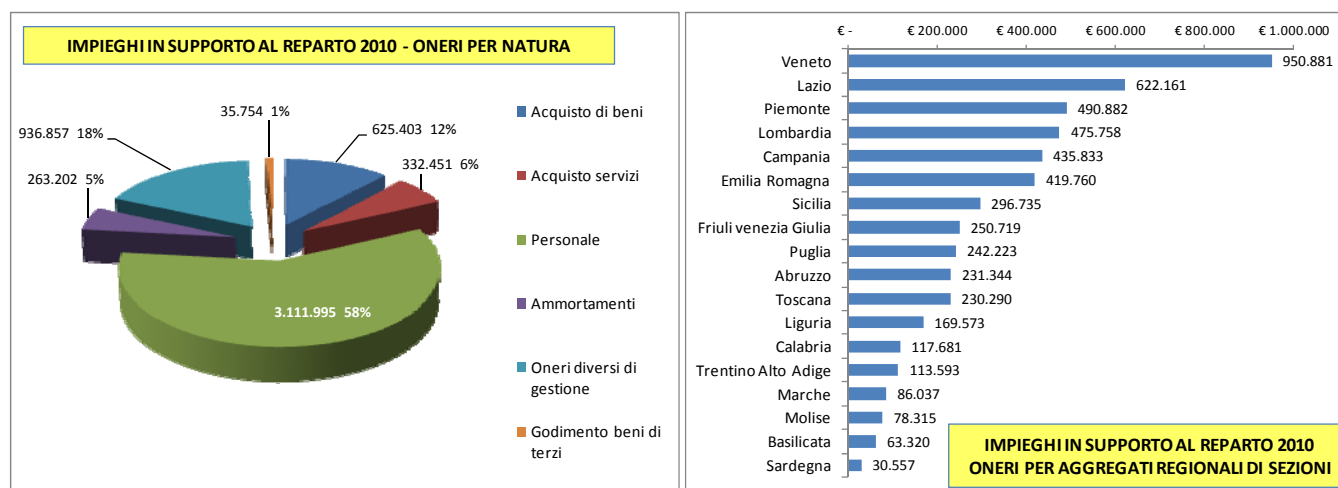 IMPIEGHI IN SUPPORTO AL REPARTO 2010 - ONERI PER NATURA
35.754 1%
936.857 18%
625.403 12%
263.202 5%
332.451 6%
3.111.995 58%
Acquisto di beni
Acquisto servizi
Personale
Ammortamenti
Oneri diversi di
gestione
Godimento beni di
terzi
€ - € 200.000 € 400.000 € 600.000 € 800.000 € 1.000.000
Veneto 950.881
Lazio 622.161
Piemonte 490.882
Lombardia 475.758
Campania 435.833
Emilia Romagna 419.760
Sicilia 296.735
Friuli venezia Giulia 250.719
Puglia 242.223
Abruzzo 231.344
Toscana 230.290
Liguria 169.573
Calabria 117.681
Trentino Alto Adige 113.593
Marche 86.037
Molise 78.315
Basilicata 63.320
Sardegna 30.557
IMPIEGHI IN SUPPORTO AL REPARTO 2010
ONERI PER AGGREGATI REGIONALI DI SEZIONI